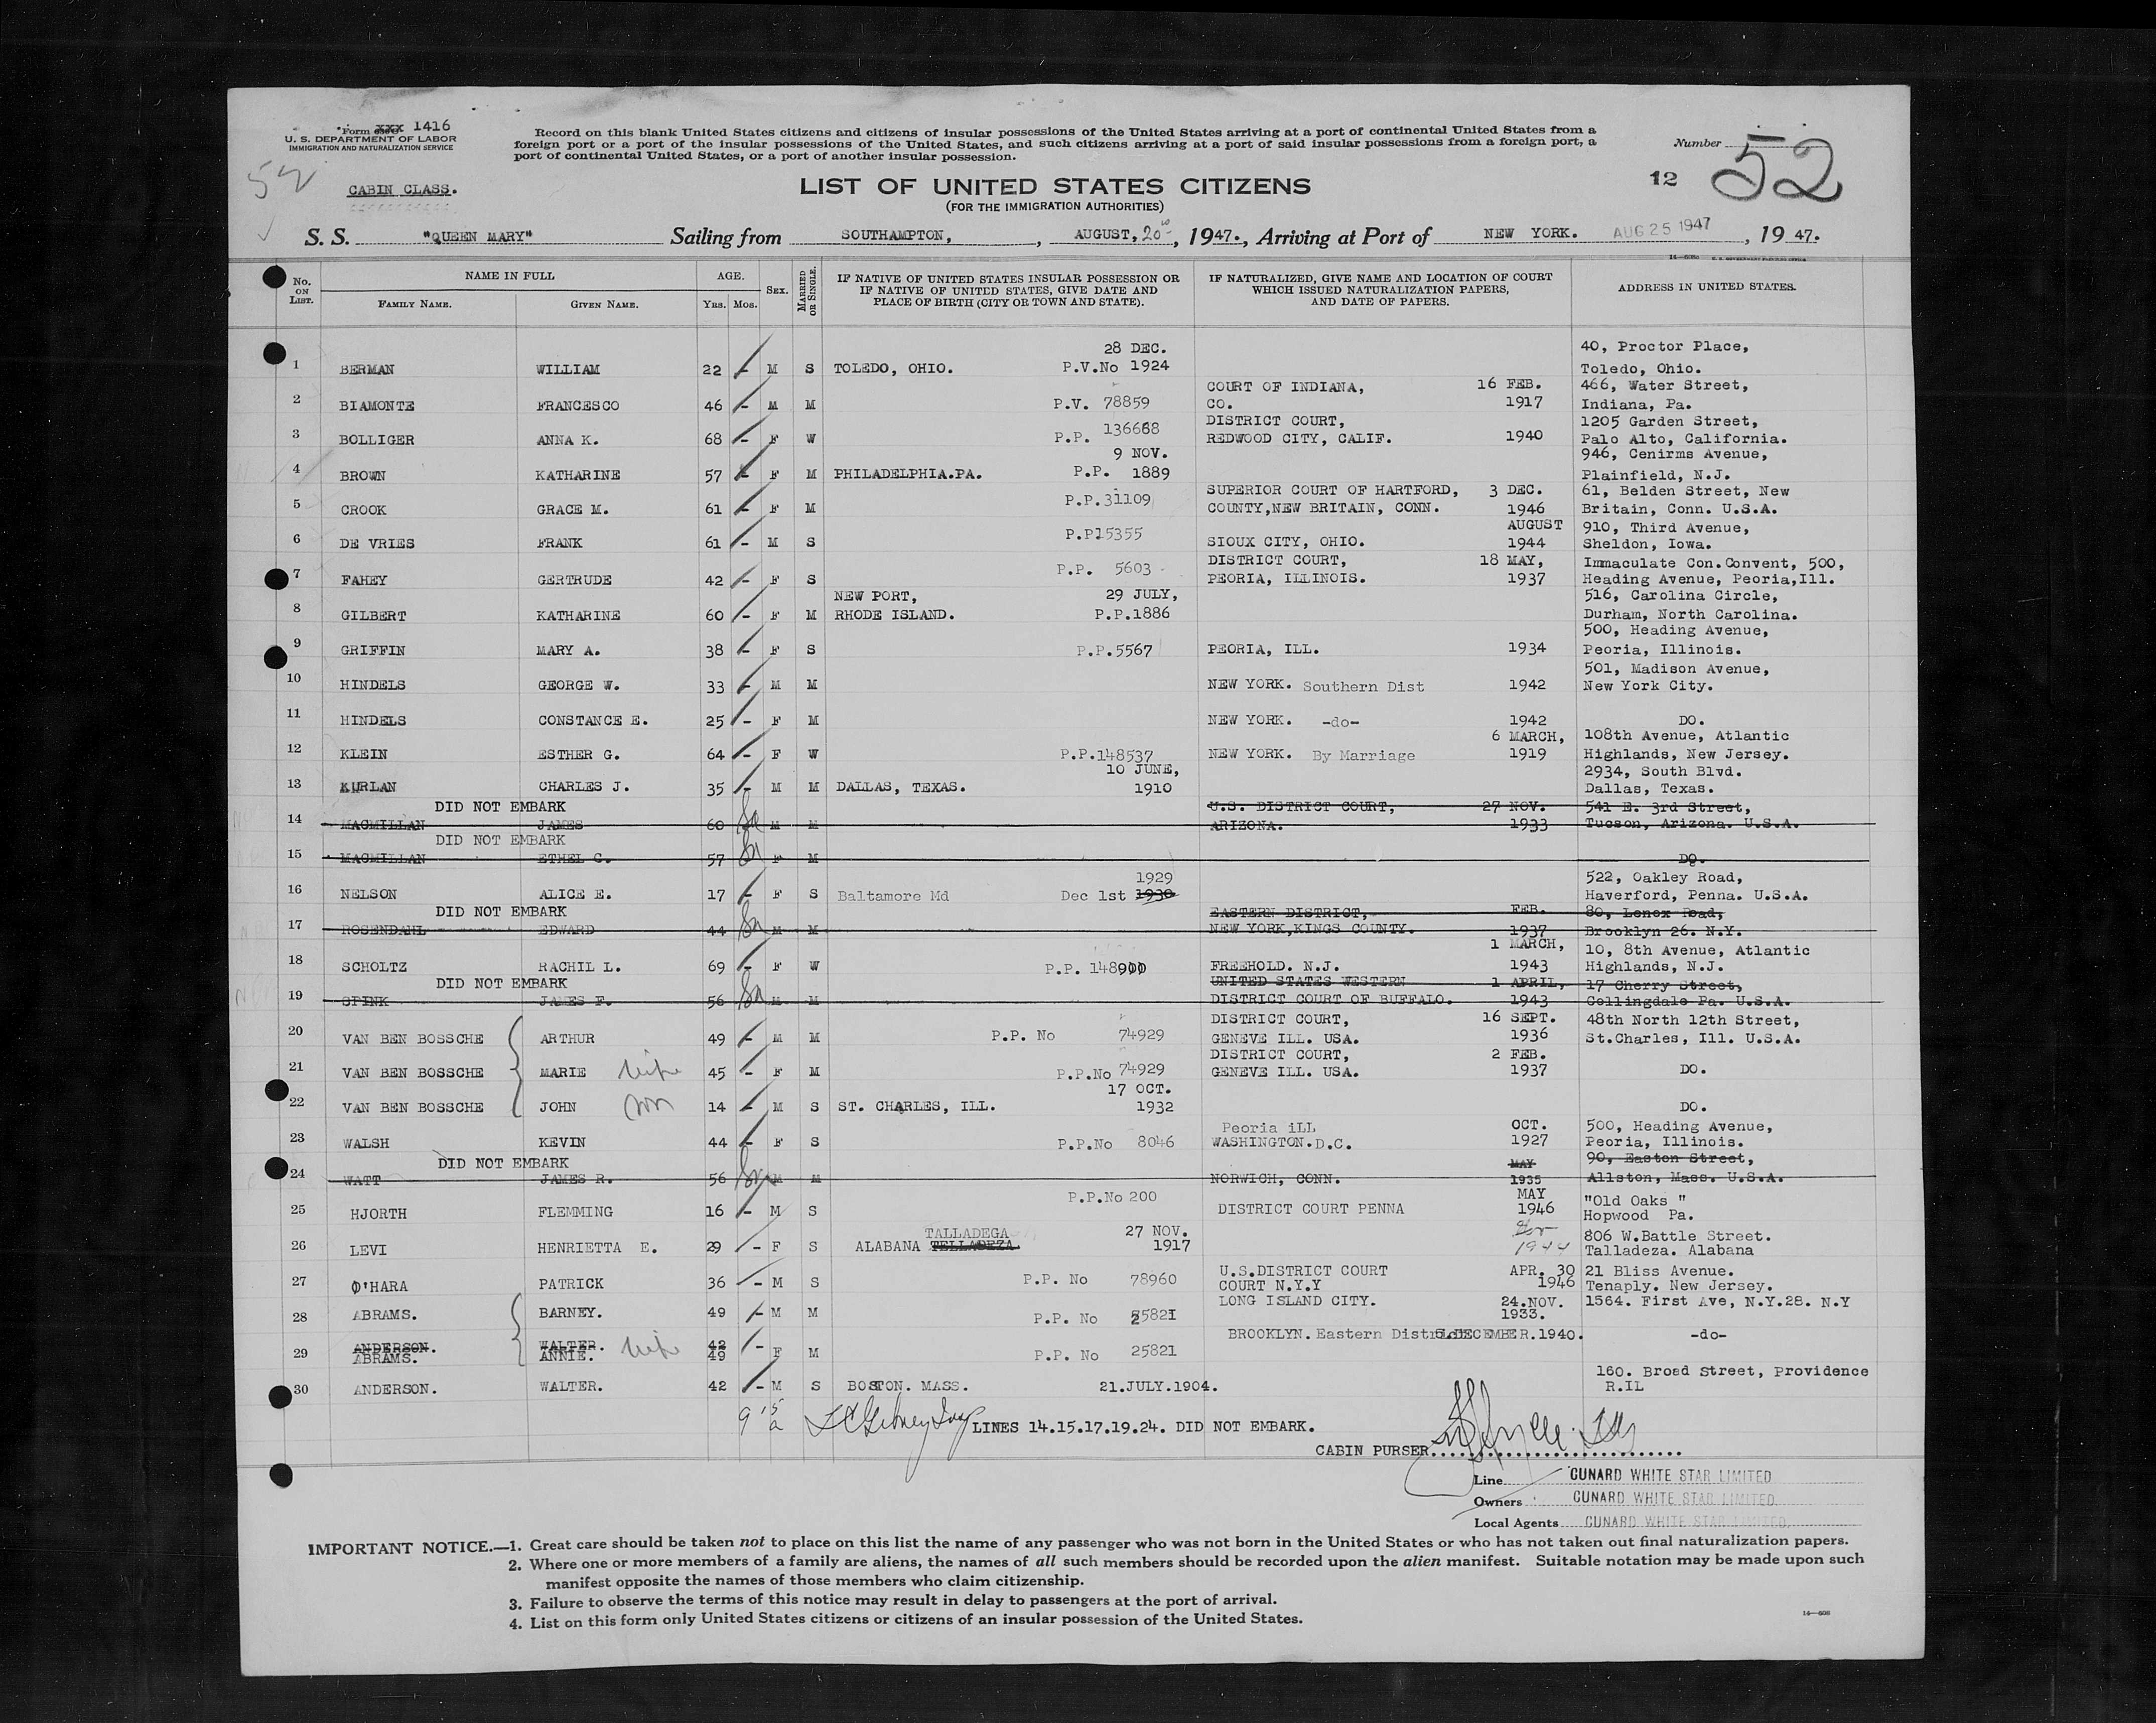 Form xxx 1416
U. S. DEPARTMENT OF LABOR
IMMIGRATION AND NATURALIZATION SERVICE
52
CABIN CLASS.
Record on this blank United States citizens and citizens of insular possessions of the United States arriving at a port of continental United States from a
foreign port or a port of the insular possessions of the United States, and such citizens arriving at a port of said insular possessions from a foreign port, a
port of continental United States, or a port of another insular possession.
Number 52
12
LIST OF UNITED STATES CITIZENS
(FOR THE IMMIGRATION AUTHORITIES)
S. S. "QUEEN MARY" Sailing from SOUTHAMPTON, , AUGUST, 20 , 1947., Arriving at Port of NEW YORK. AUG 25 1947 , 19 47.
No. ON LIST. NAME IN FULL FAMILY NAME. GIVEN NAME. AGE. YRS. MOS. SEX. MARRIED OR SINGLE. IF NATIVE OF UNITED STATES INSULAR POSSESSION OR IF NATIVE OF UNITED STATES, GIVE DATE AND PLACE OF BIRTH (CITY OR TOWN AND STATE). IF NATURALIZED, GIVE NAME AND LOCATION OF COURT WHICH ISSUED NATURALIZATION PAPERS, AND DATE OF PAPERS. ADDRESS IN UNITED STATES.
28 DEC. 40, Proctor Place,
1 BERMAN WILLIAM 22 - M S TOLEDO, OHIO. P.V.No 1924 Toledo, Ohio.
COURT OF INDIANA, 16 FEB. 466, Water Street,
2 BIAMONTE FRANCESCO 46 - M M P.V. 78859 CO. 1917 Indiana, Pa.
136668 DISTRICT COURT, 1205 Garden Street,
3 BOLLIGER ANNA K. 68 - F W P.P. REDWOOD CITY, CALIF. 1940 Palo Alto, California.
9 NOV. 946, Cenirms Avenue,
4 BROWN KATHARINE 57 - F M PHILADELPHIA.PA. P.P. 1889 Plainfield, N.J.
P.P.31109 SUPERIOR COURT OF HARTFORD, 3 DEC. 61, Belden Street, New
5 CROOK GRACE M. 61 - F M COUNTY,NEW BRITAIN, CONN. 1946 Britain, Conn. U.S.A.
P.P15355 AUGUST 910, Third Avenue,
6 DE VRIES FRANK 61 - M S SIOUX CITY, OHIO. 1944 Sheldon, Iowa.
P.P. 5603 DISTRICT COURT, 18 MAY, Immaculate Con.Convent, 500,
7 FAHEY GERTRUDE 42 - F S PEORIA, ILLINOIS. 1937 Heading Avenue, Peoria,Ill.
NEW PORT, 29 JULY, 516, Carolina Circle,
8 GILBERT KATHARINE 60 - F M RHODE ISLAND. P.P.1886 Durham, North Carolina.
500, Heading Avenue,
9 GRIFFIN MARY A. 38 - F S P.P.5567 PEORIA, ILL. 1934 Peoria, Illinois.
501, Madison Avenue,
10 HINDELS GEORGE W. 33 - M M NEW YORK. Southern Dist 1942 New York City.
11 HINDELS CONSTANCE E. 25 - F M NEW YORK. -do- 1942 DO.
6 MARCH, 108th Avenue, Atlantic
12 KLEIN ESTHER G. 64 - F W P.P.148537 NEW YORK. By Marriage 1919 Highlands, New Jersey.
10 JUNE, 2934, South Blvd.
13 KURLAN CHARLES J. 35 - M M DALLAS, TEXAS. 1910 Dallas, Texas.
DID NOT EMBARK U.S. DISTRICT COURT, 27 NOV. 541 E. 3rd Street,
14 MACMILLAN JAMES 60 M M ARIZONA. 1933 Tucson, Arizona. U.S.A.
DID NOT EMBARK
15 MACMILLAN ETHEL C. 57 F M DO.
1929 522, Oakley Road,
16 NELSON ALICE E. 17 - F S Baltamore Md Dec 1st 1930 Haverford, Penna. U.S.A.
DID NOT EMBARK EASTERN DISTRICT, FEB. 80, Lenox Road,
17 ROSENDAHL EDWARD 44 M M NEW YORK,KINGS COUNTY. 1937 Brooklyn 26. N.Y.
1 MARCH, 10, 8th Avenue, Atlantic
18 SCHOLTZ RACHIL L. 69 - F W P.P. 148900 FREEHOLD. N.J. 1943 Highlands, N.J.
DID NOT EMBARK UNITED STATES WESTERN 1 APRIL, 17 Cherry Street,
19 SPINK JAMES F. 56 M M DISTRICT COURT OF BUFFALO. 1943 Collingdale Pa. U.S.A.
DISTRICT COURT, 16 SEPT. 48th North 12th Street,
20 VAN BEN BOSSCHE ARTHUR 49 - M M P.P. No 74929 GENEVE ILL. USA. 1936 St.Charles, Ill. U.S.A.
DISTRICT COURT, 2 FEB.
21 VAN BEN BOSSCHE MARIE wife 45 - F M P.P.No 74929 GENEVE ILL. USA. 1937 DO.
17 OCT.
22 VAN BEN BOSSCHE JOHN son 14 - M S ST. CHARLES, ILL. 1932 DO.
Peoria iLL OCT. 500, Heading Avenue,
23 WALSH KEVIN 44 - F S P.P.No 8046 WASHINGTON.D.C. 1927 Peoria, Illinois.
DID NOT EMBARK MAY 90, Easton Street,
24 WATT JAMES R. 56 M M NORWICH, CONN. 1935 Allston, Mass. U.S.A.
P.P.No 200 MAY "Old Oaks "
25 HJORTH FLEMMING 16 - M S DISTRICT COURT PENNA 1946 Hopwood Pa.
TALLADEGA 27 NOV. 806 W.Battle Street.
26 LEVI HENRIETTA E. 29 - F S ALABANA TELLADEZA 1917 1944 Talladeza. Alabana
U.S.DISTRICT COURT APR. 30 21 Bliss Avenue.
27 O'HARA PATRICK 36 - M S P.P. No 78960 COURT N.Y.Y 1946 Tenaply. New Jersey.
LONG ISLAND CITY. 24.NOV. 1564. First Ave, N.Y.28. N.Y
28 ABRAMS. BARNEY. 49 - M M P.P. No 25821 1933.
BROOKLYN. Eastern District DECEMBER.1940. -do-
ANDERSON. WALTER. 42 -
29 ABRAMS. ANNIE. wife 49 F M P.P. No 25821
160. Broad Street, Providence
30 ANDERSON. WALTER. 42 - M S BOSTON. MASS. 21.JULY.1904. R.IL
LINES 14.15.17.19.24. DID NOT EMBARK.
CABIN PURSER
Line CUNARD WHITE STAR LIMITED
Owners CUNARD WHITE STAR LIMITED
Local Agents CUNARD WHITE STAR LIMITED,
IMPORTANT NOTICE.—1. Great care should be taken not to place on this list the name of any passenger who was not born in the United States or who has not taken out final naturalization papers.
2. Where one or more members of a family are aliens, the names of all such members should be recorded upon the alien manifest. Suitable notation may be made upon such
manifest opposite the names of those members who claim citizenship.
3. Failure to observe the terms of this notice may result in delay to passengers at the port of arrival.
4. List on this form only United States citizens or citizens of an insular possession of the United States.
14—608